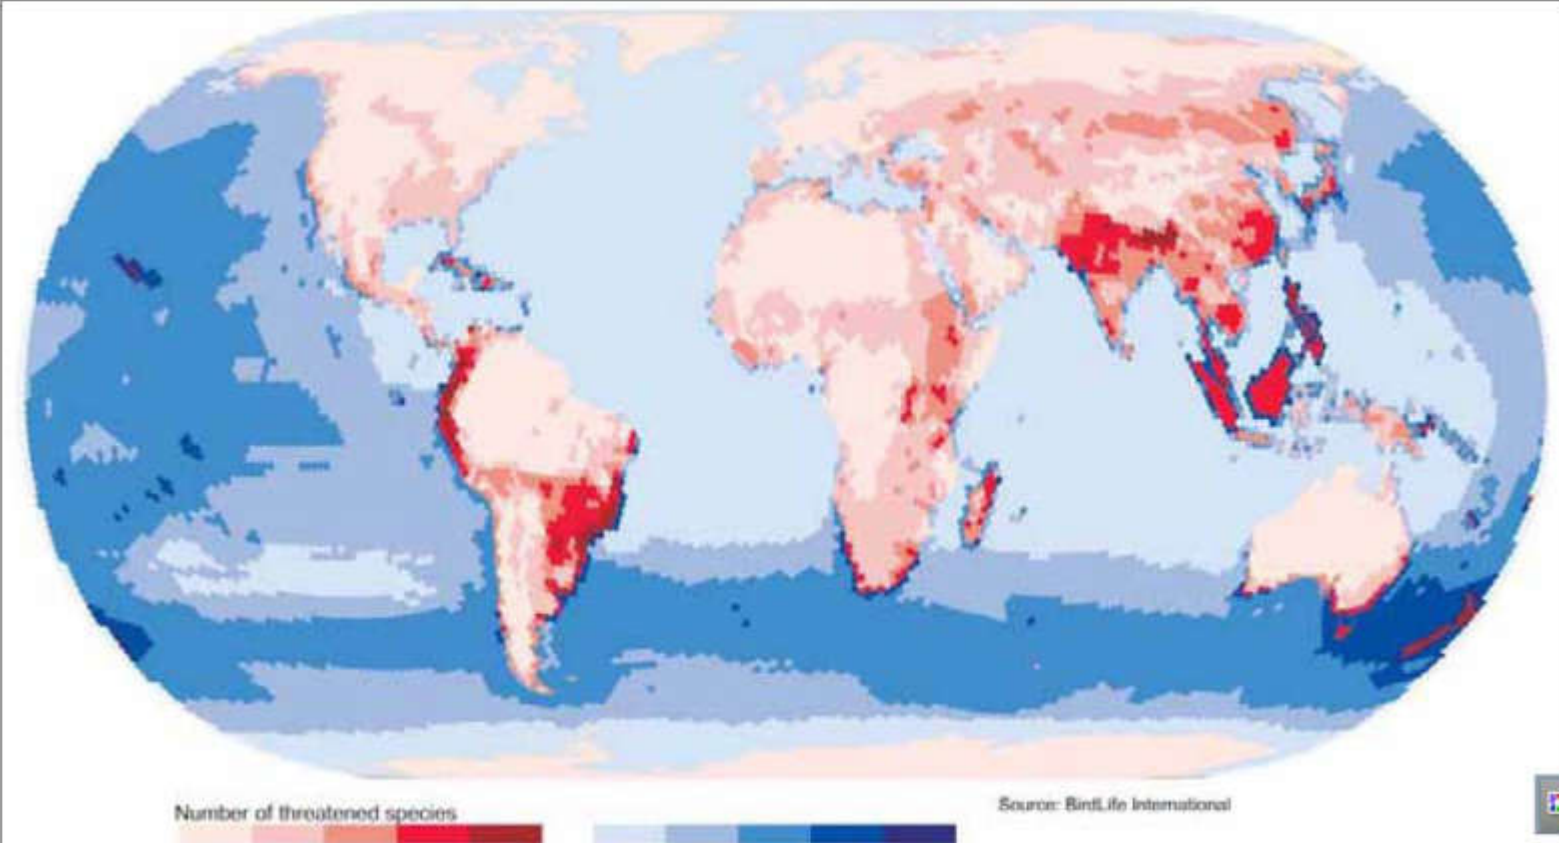 Number of threatened species
Source: BirdLife International